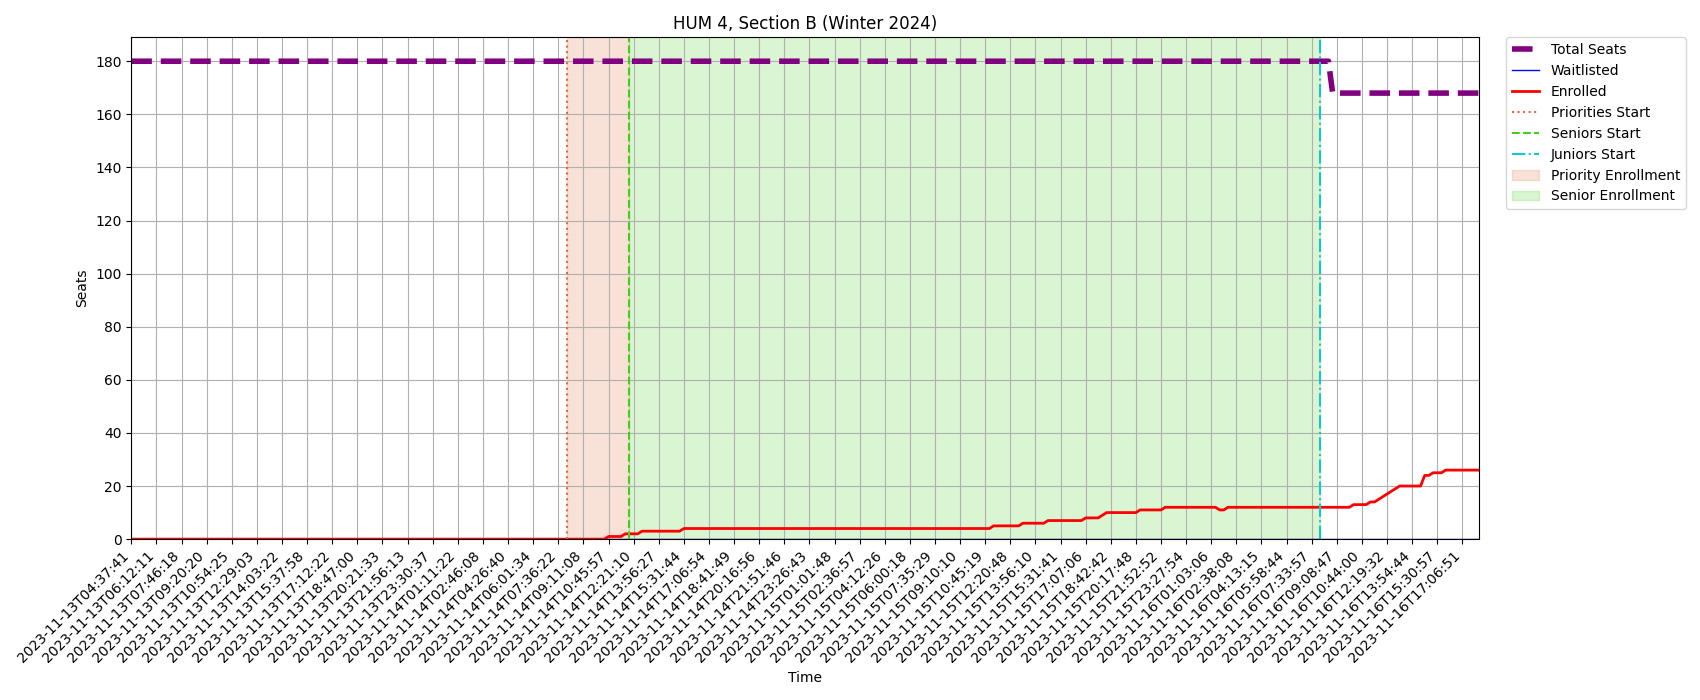 HUM 4, Section B (Winter 2024)
Seats
180
160
140
120
100
80
60
40
20
0
2023-11-13T04:37:41
2023-11-13T06:12:11
2023-11-13T07:46:18
2023-11-13T09:20:20
2023-11-13T10:54:25
2023-11-13T12:29:03
2023-11-13T14:03:22
2023-11-13T15:37:58
2023-11-13T17:12:22
2023-11-13T18:47:00
2023-11-13T20:21:33
2023-11-13T21:56:13
2023-11-13T23:30:37
2023-11-14T01:11:22
2023-11-14T02:46:08
2023-11-14T04:26:40
2023-11-14T06:01:34
2023-11-14T07:36:22
2023-11-14T09:11:08
2023-11-14T10:45:57
2023-11-14T12:21:10
2023-11-14T13:56:27
2023-11-14T15:31:44
2023-11-14T17:06:54
2023-11-14T18:41:49
2023-11-14T20:16:56
2023-11-14T21:51:46
2023-11-14T23:26:43
2023-11-15T01:01:48
2023-11-15T02:36:57
2023-11-15T04:12:26
2023-11-15T06:00:18
2023-11-15T07:35:29
2023-11-15T09:10:10
2023-11-15T10:45:19
2023-11-15T12:20:48
2023-11-15T13:56:10
2023-11-15T15:31:41
2023-11-15T17:07:06
2023-11-15T18:42:42
2023-11-15T20:17:48
2023-11-15T21:52:52
2023-11-15T23:27:54
2023-11-16T01:03:06
2023-11-16T02:38:08
2023-11-16T04:13:15
2023-11-16T05:58:44
2023-11-16T07:33:57
2023-11-16T09:08:47
2023-11-16T10:44:00
2023-11-16T12:19:32
2023-11-16T13:54:44
2023-11-16T15:30:57
2023-11-16T17:06:51
Time
Total Seats
Waitlisted
Enrolled
Priorities Start
Seniors Start
Juniors Start
Priority Enrollment
Senior Enrollment